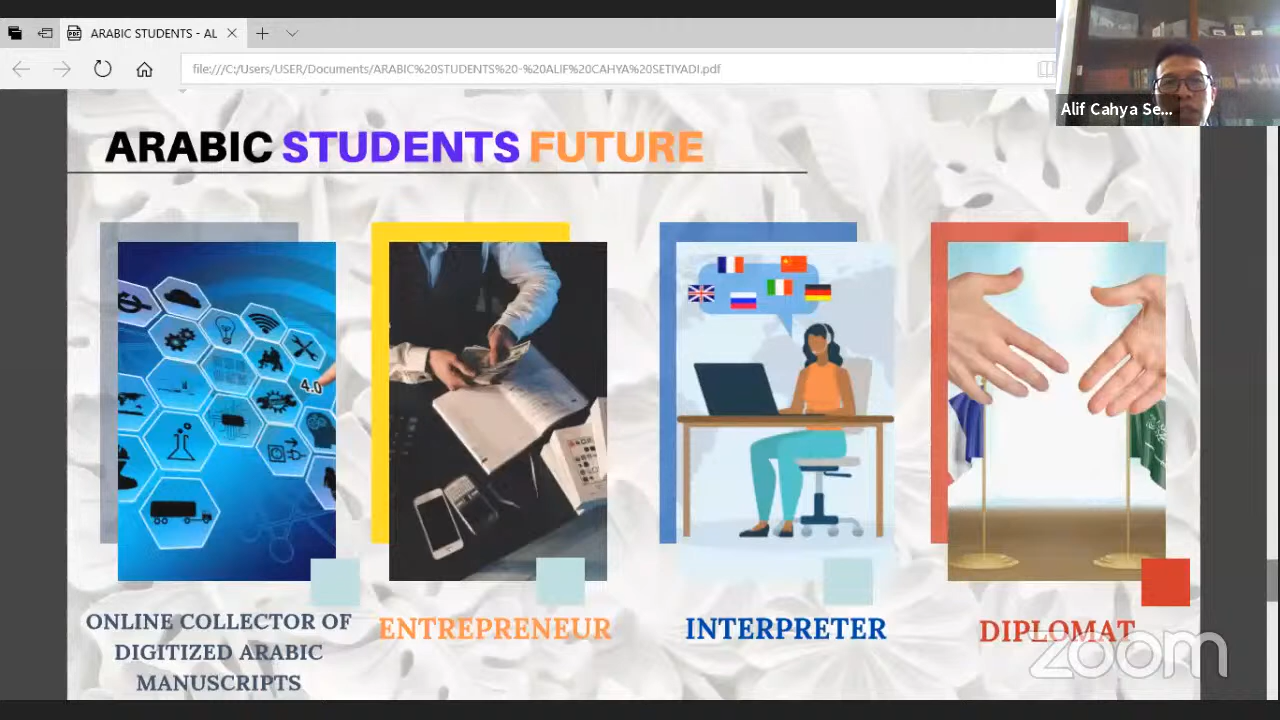 ARABIC STUDENTS - AL
file:///C:/Users/USER/Documents/ARABIC%20STUDENTS%20-%20ALIF%20CAHYA%20SETIYADI.pdf
Alif Cahya Se...
ARABIC STUDENTS FUTURE
4.0
ONLINE COLLECTOR OF
DIGITIZED ARABIC
MANUSCRIPTS
ENTREPRENEUR
INTERPRETER
DIPLOMAT
zoom